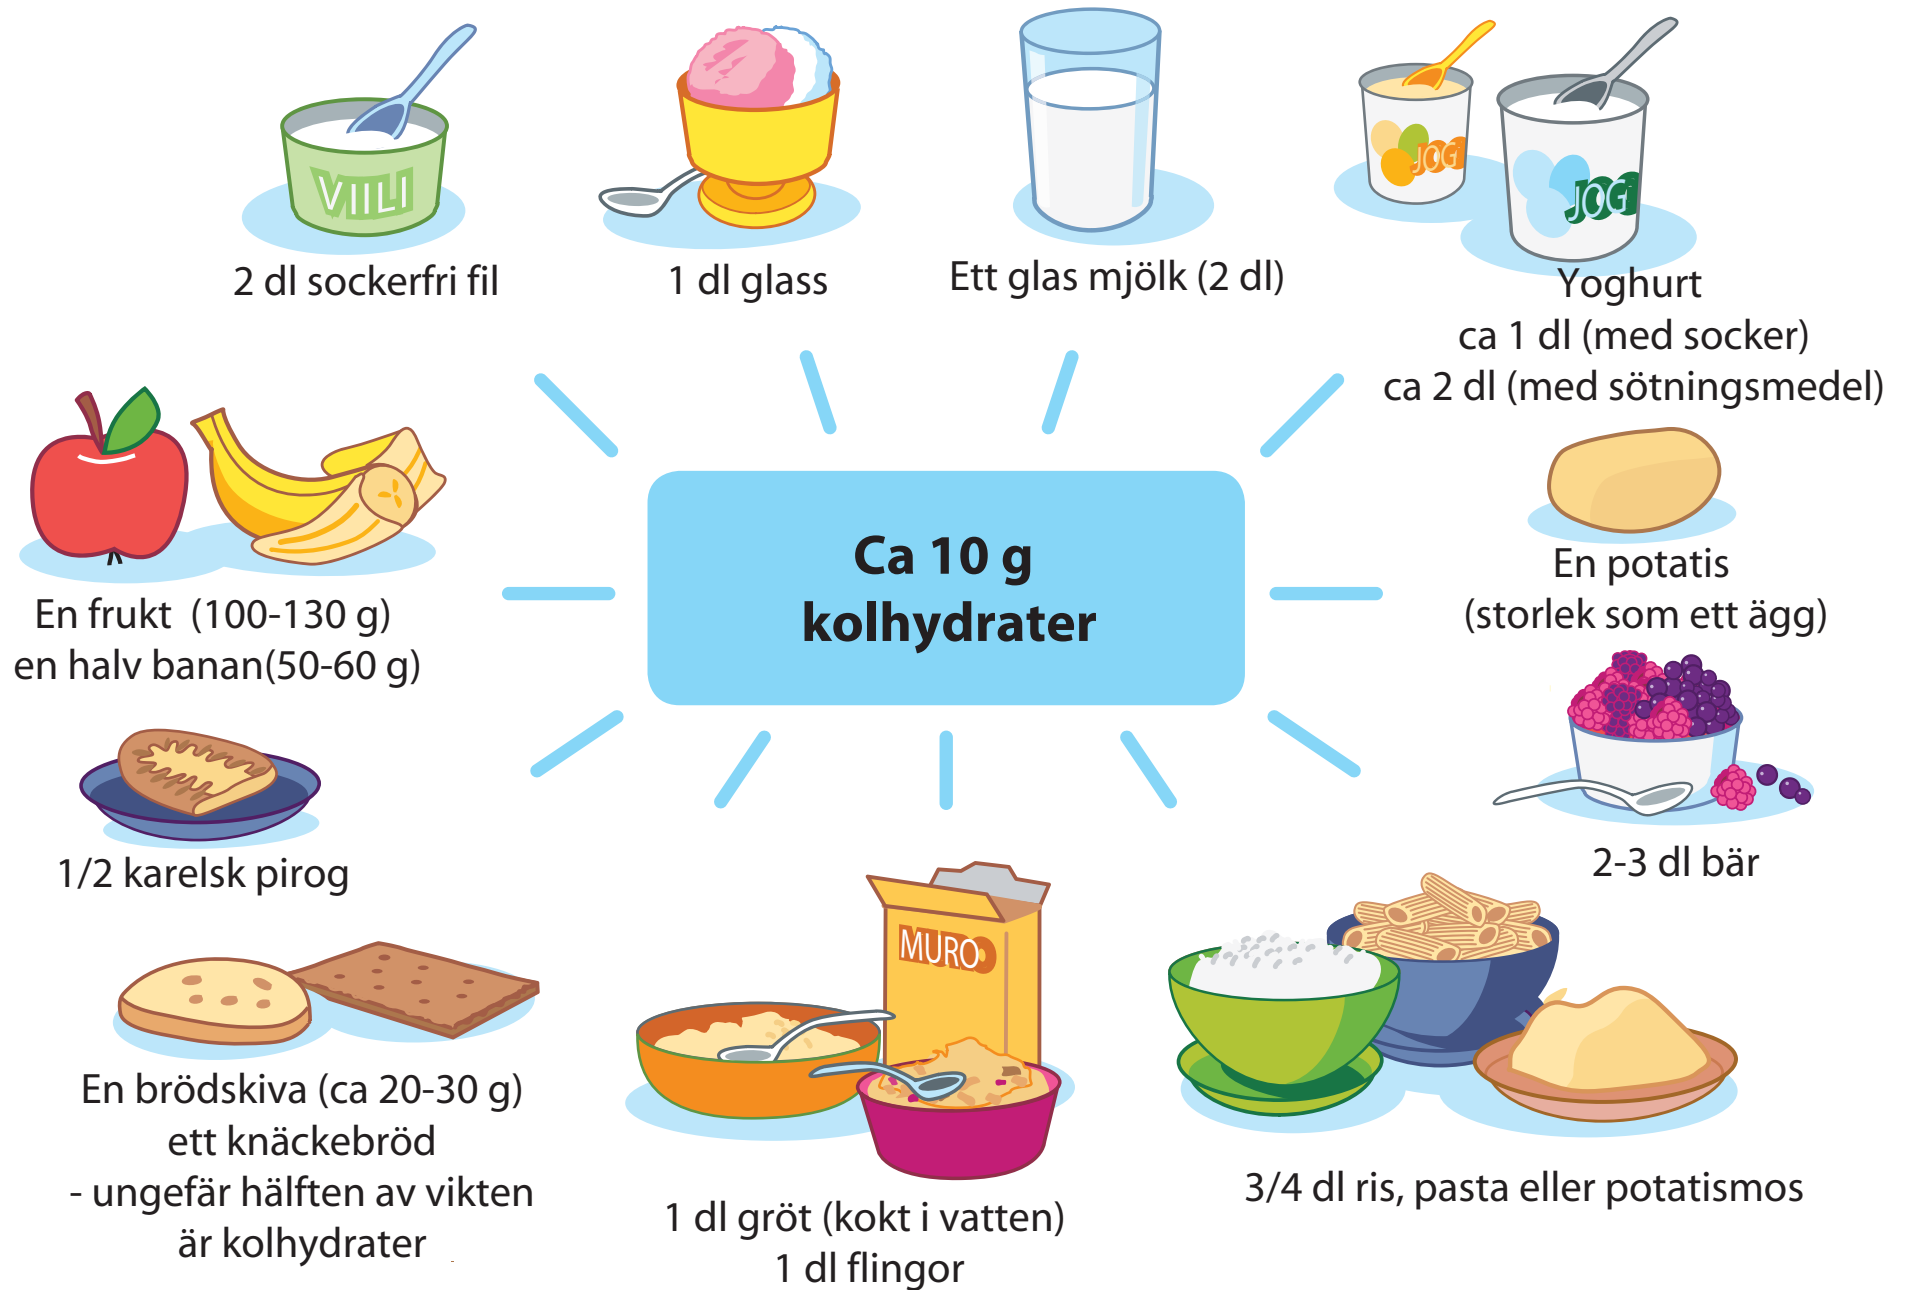 VIILI
2 dl sockerfri fil
1 dl glass
Ett glas mjölk (2 dl)
JOGI
JOGI
Yoghurt
ca 1 dl (med socker)
ca 2 dl (med sötningsmedel)
En frukt (100-130 g)
en halv banan(50-60 g)
Ca 10 g
kolhydrater
En potatis
(storlek som ett ägg)
1/2 karelsk pirog
2-3 dl bär
En brödskiva (ca 20-30 g)
ett knäckebröd
- ungefär hälften av vikten
är kolhydrater
MURO
1 dl gröt (kokt i vatten)
1 dl flingor
3/4 dl ris, pasta eller potatismos